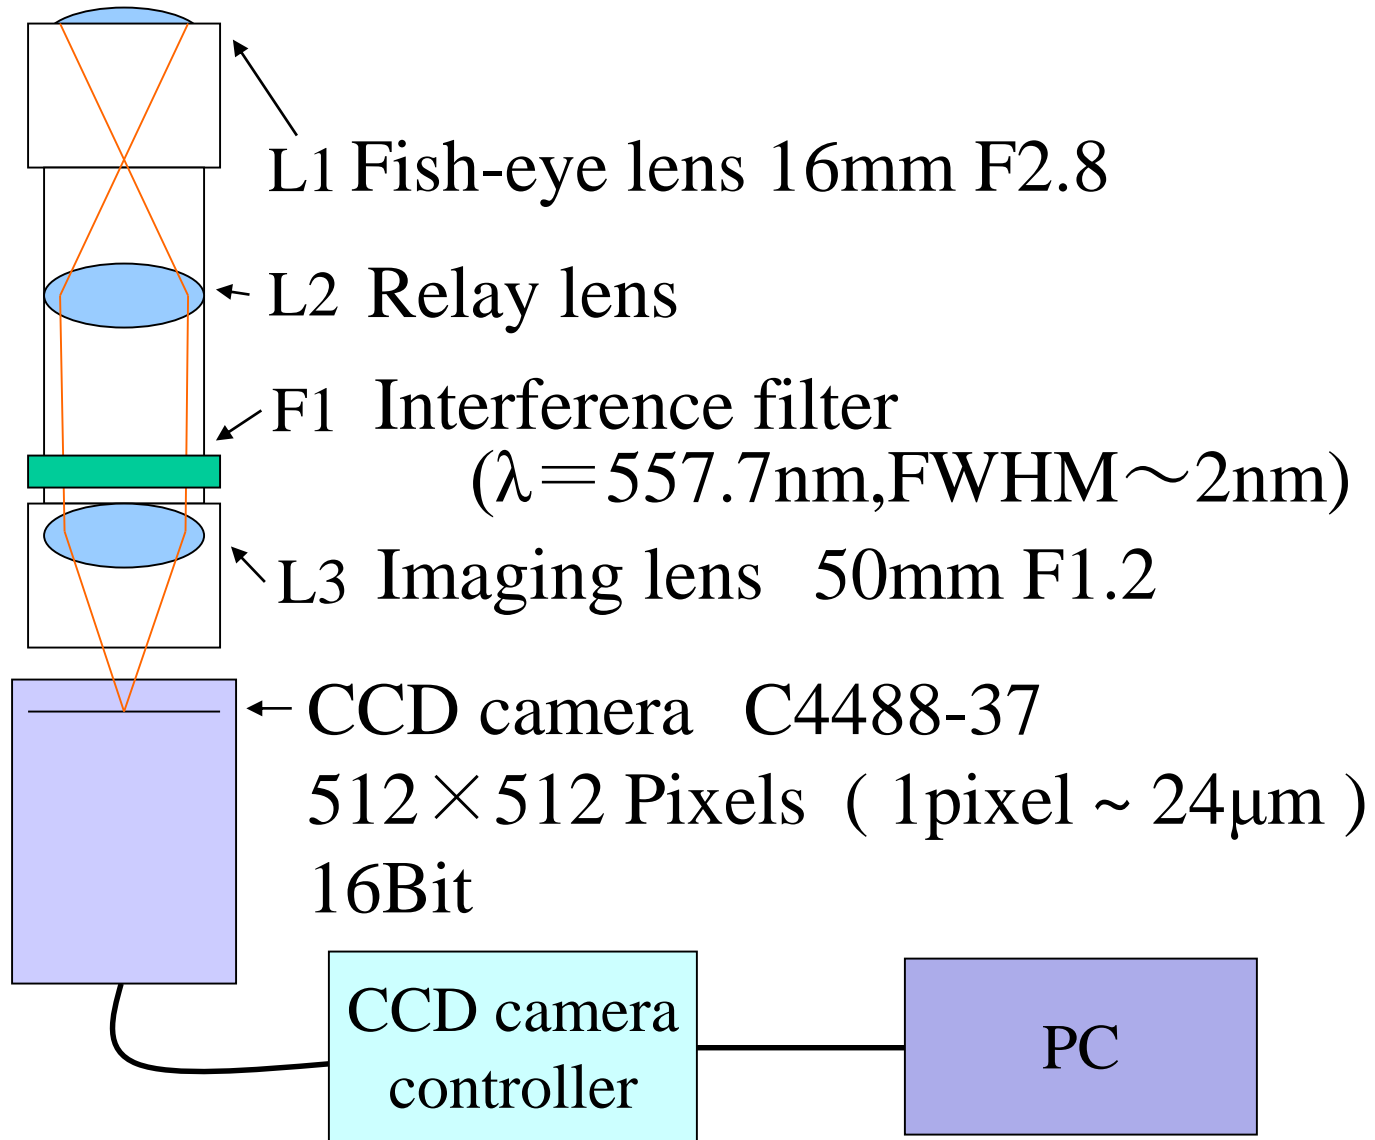 L1 Fish-eye lens 16mm F2.8
L2 Relay lens
F1 Interference filter
(λ＝557.7nm,FWHM～2nm)
L3 Imaging lens 50mm F1.2
CCD camera C4488-37
512×512 Pixels ( 1pixel ~ 24μm )
16Bit
CCD camera
controller
PC